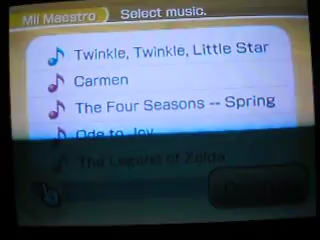 Mii Maestro
Select music.
Twinkle, Twinkle, Little Star
Carmen
The Four Seasons -- Spring
Ode to Joy
The Legend of Zelda